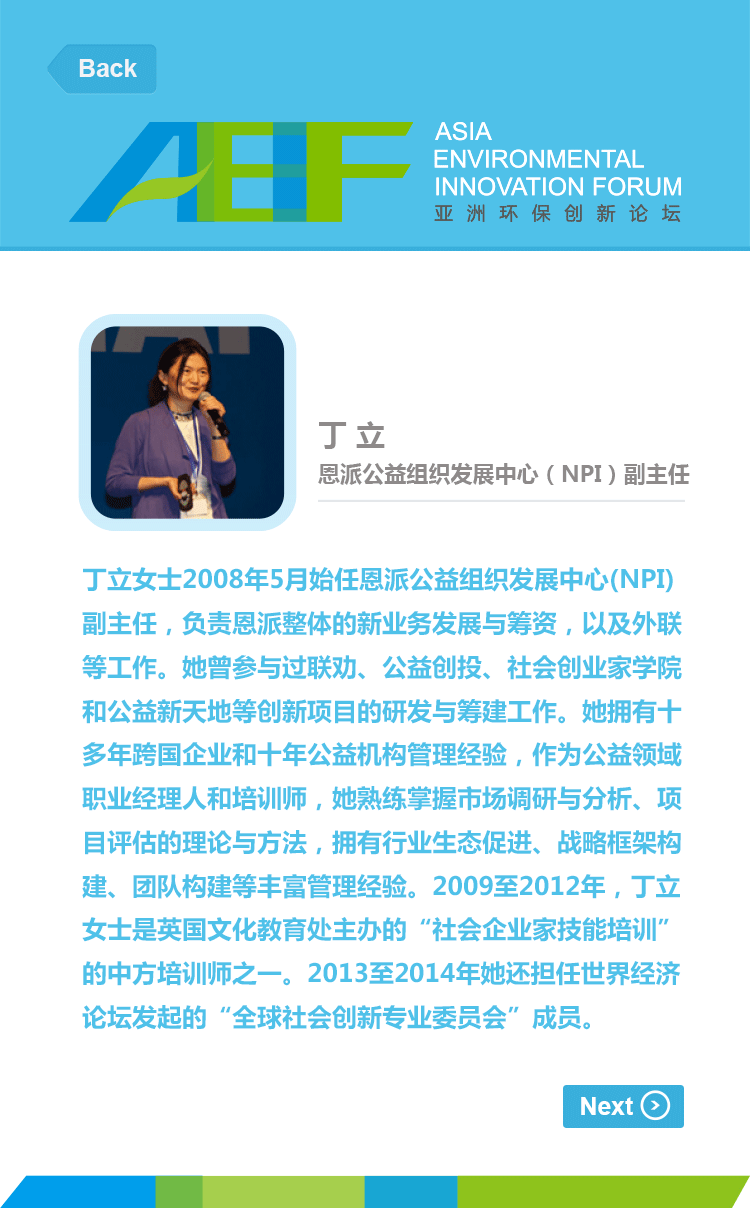 Back
AEIF
ASIA
ENVIRONMENTAL
INNOVATION FORUM
亚洲环保创新论坛
丁 立
恩派公益组织发展中心（NPI）副主任
丁立女士2008年5月始任恩派公益组织发展中心(NPI)
副主任，负责恩派整体的新业务发展与筹资，以及外联
等工作。她曾参与过联劝、公益创投、社会创业家学院
和公益新天地等创新项目的研发与筹建工作。她拥有十
多年跨国企业和十年公益机构管理经验，作为公益领域
职业经理人和培训师，她熟练掌握市场调研与分析、项
目评估的理论与方法，拥有行业生态促进、战略框架构
建、团队构建等丰富管理经验。2009至2012年，丁立
女士是英国文化教育处主办的“社会企业家技能培训”
的中方培训师之一。2013至2014年她还担任世界经济
论坛发起的“全球社会创新专业委员会”成员。
Next